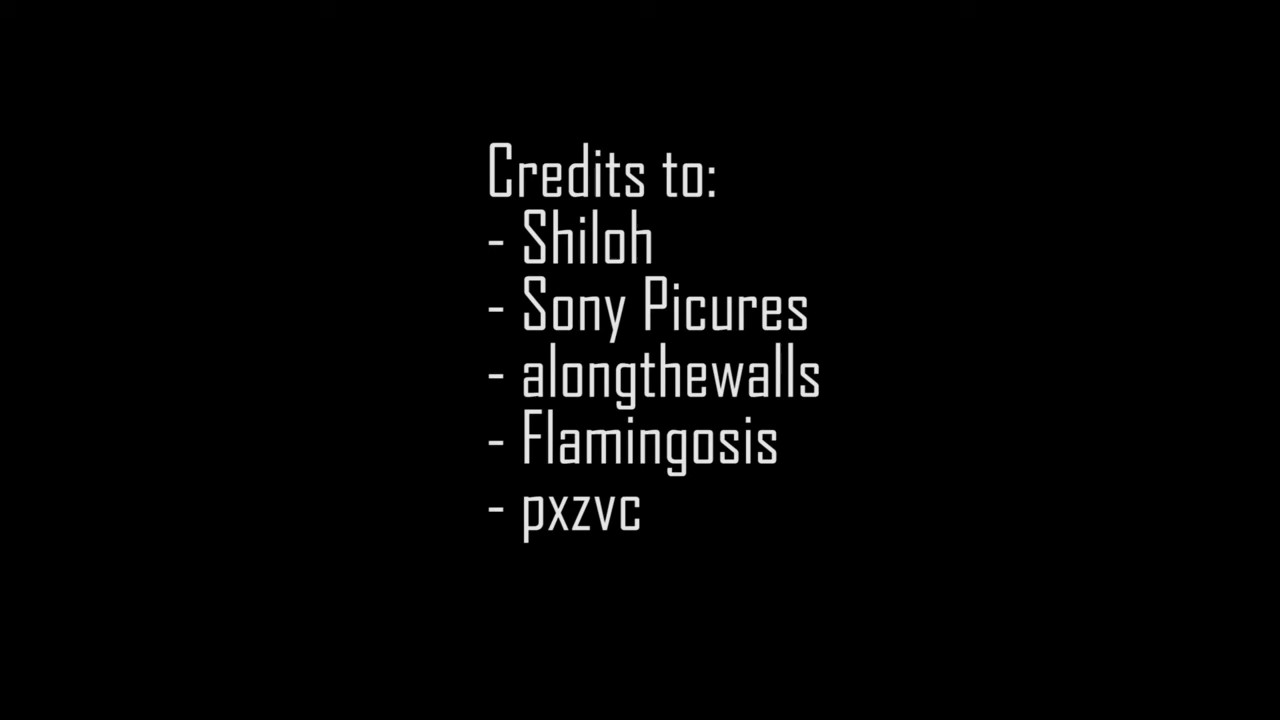 Credits to:
- Shiloh
- Sony Picures
- alongthewalls
- Flamingosis
- pxzvc